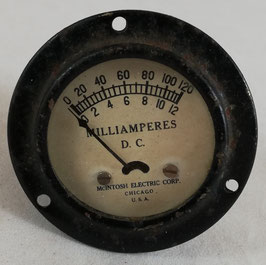 0 20 40 60 80 100 120
0 2 4 6 8 10 12
MILLIAMPERES
D. C.
MCINTOSH ELECTRIC CORP.
CHICAGO
U.S.A.